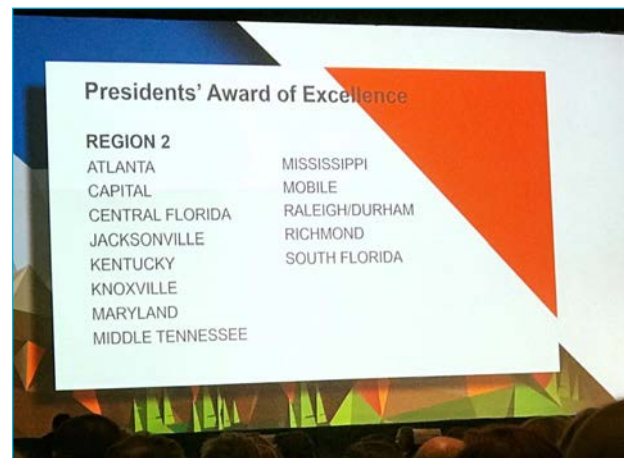 Presidents' Award of Excellence
REGION 2
ATLANTA
CAPITAL
CENTRAL FLORIDA
JACKSONVILLE
KENTUCKY
KNOXVILLE
MARYLAND
MIDDLE TENNESSEE
MISSISSIPPI
MOBILE
RALEIGH/DURHAM
RICHMOND
SOUTH FLORIDA